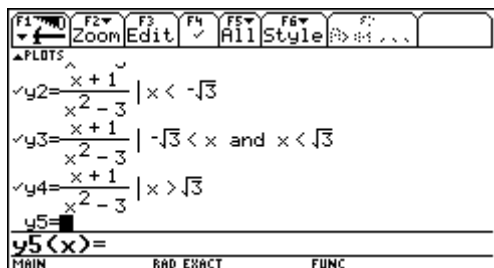 F1 F2 F3 F4 F5 F6 F7
Zoom Edit ✓ All Style
▲PLOTS
✓y2=(x + 1)/(x² - 3) | x < -√3
✓y3=(x + 1)/(x² - 3) | -√3 < x and x < √3
✓y4=(x + 1)/(x² - 3) | x > √3
y5=
y5(x)=
MAIN RAD EXACT FUNC